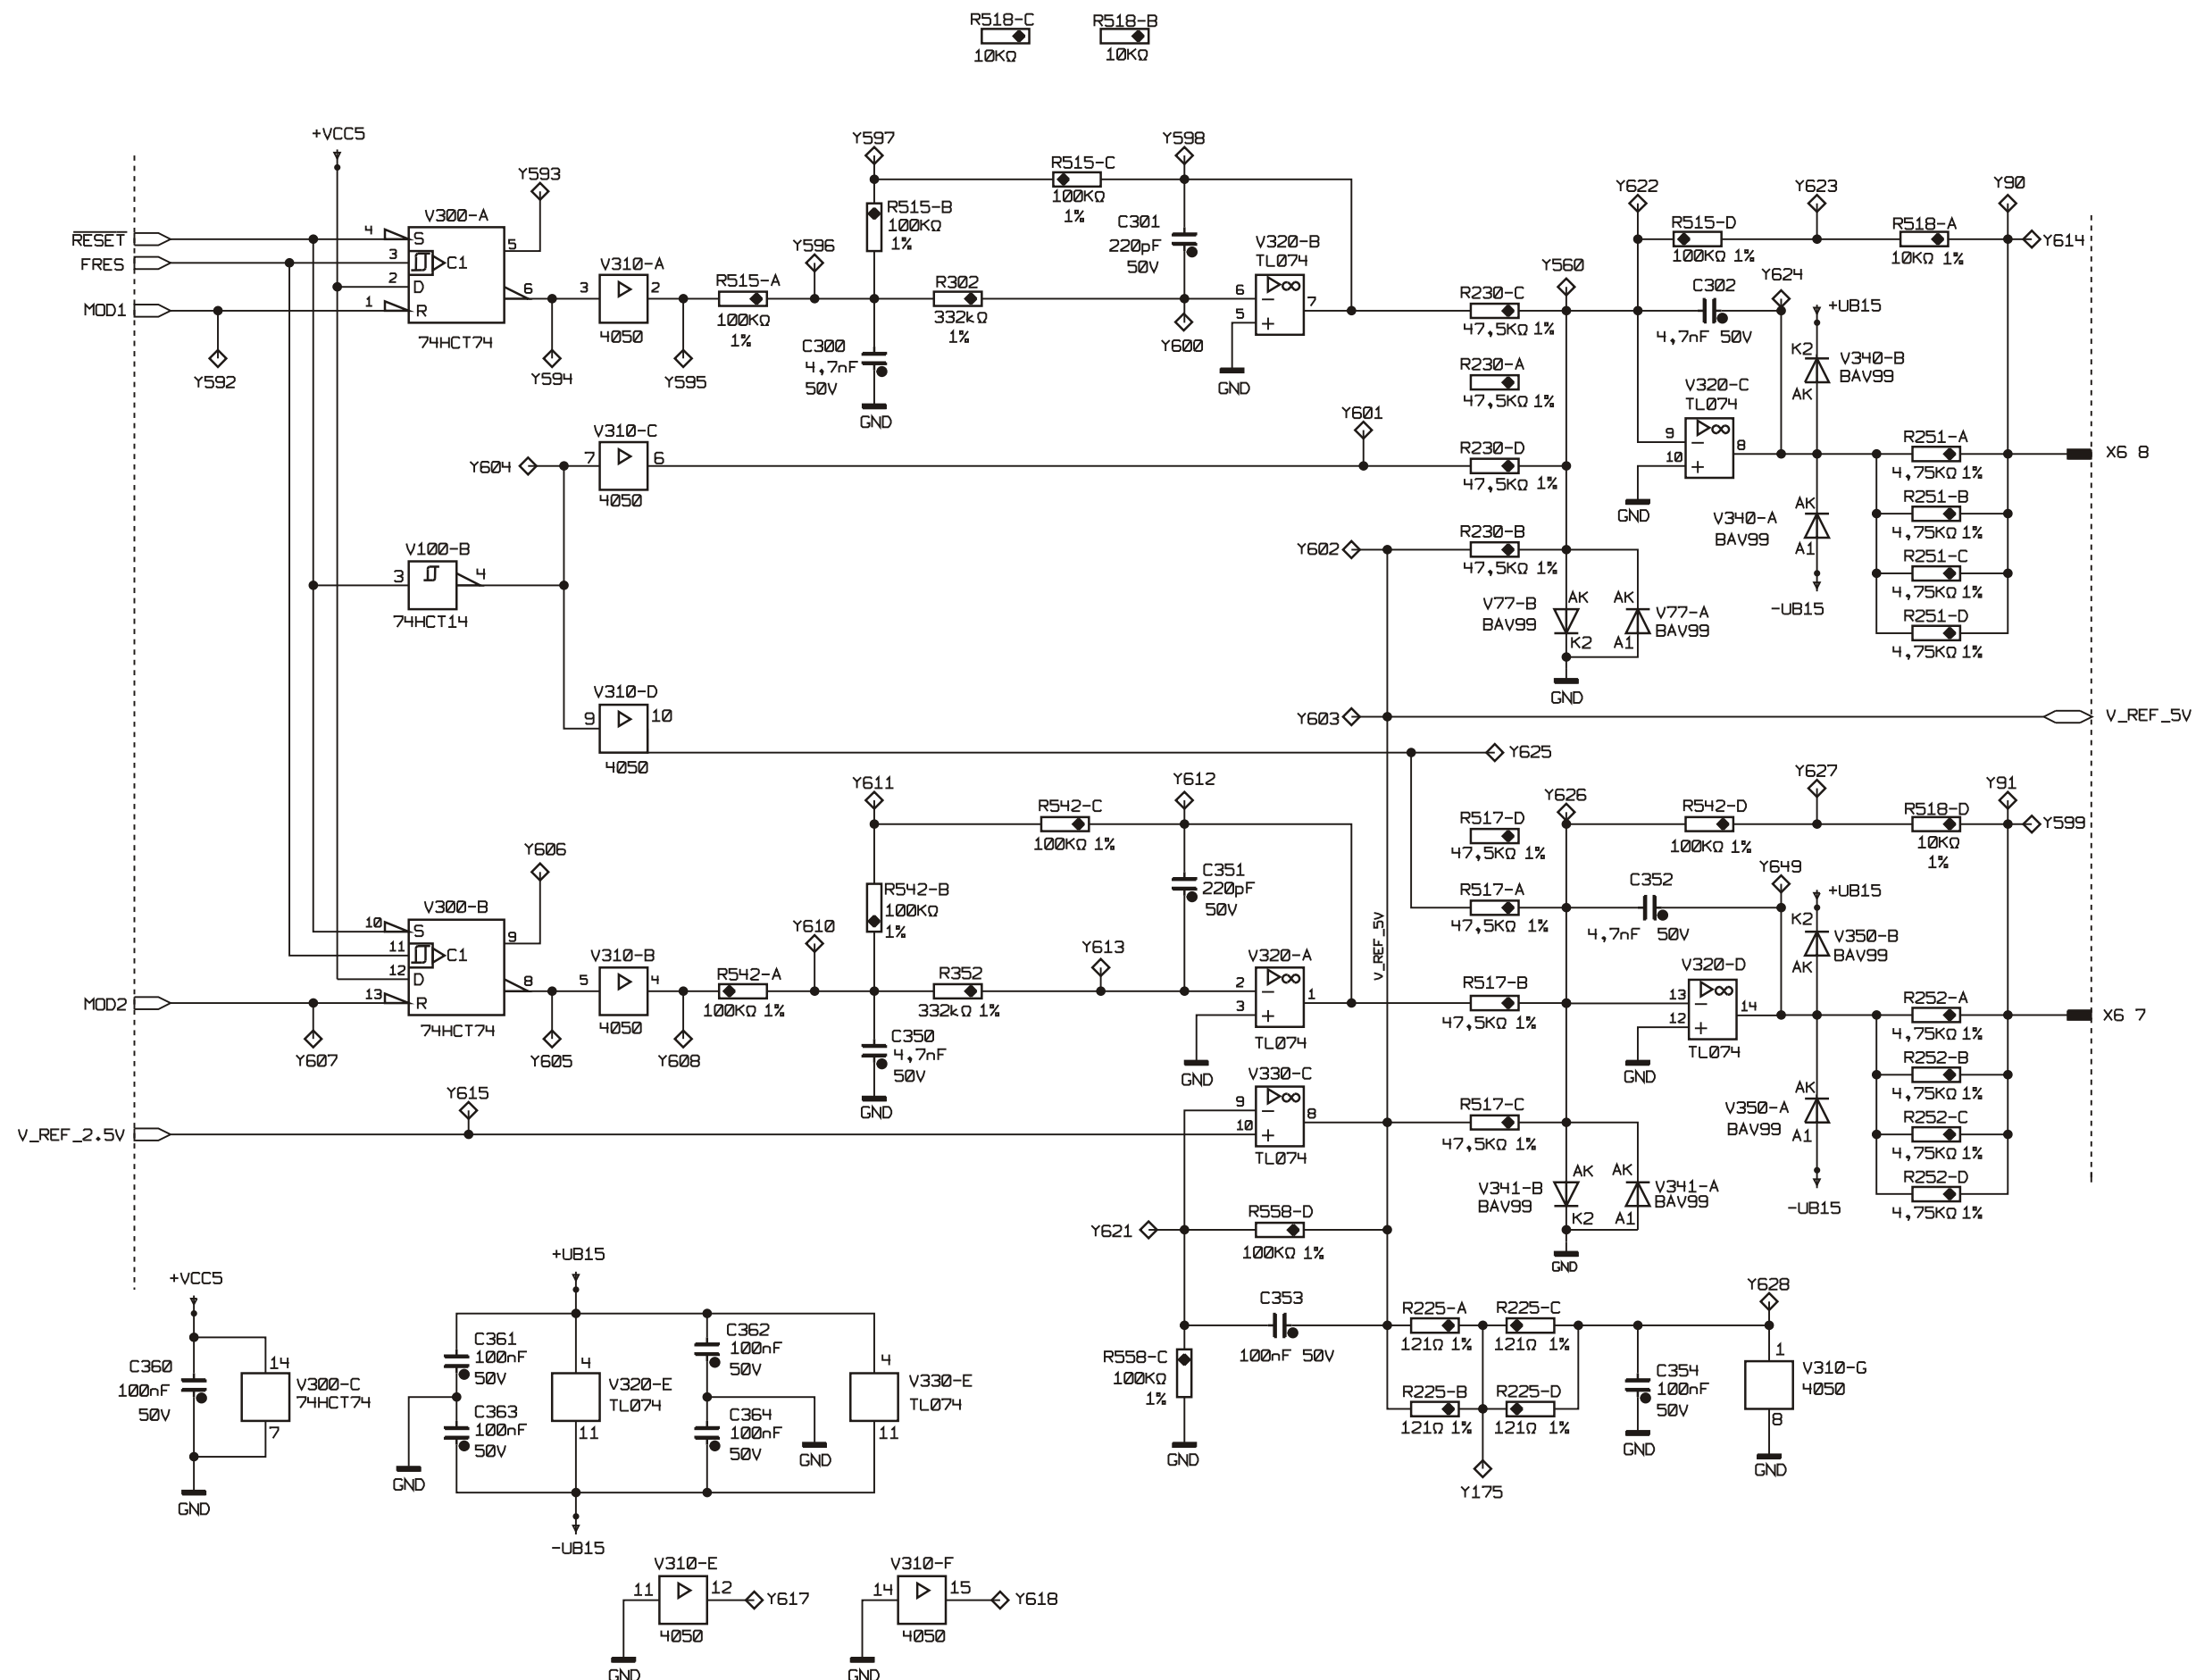 R518-C
10KΩ
R518-B
10KΩ
+VCC5
RESET
FRES
MOD1
Y592
V300-A
4
S
3
C1
2
D
1
R
5
6
74HCT74
Y593
Y594
V310-A
3
2
4050
Y595
R515-A
100KΩ
1%
Y596
Y597
R515-B
100KΩ
1%
C300
4,7nF
50V
GND
R302
332kΩ
1%
R515-C
100KΩ
1%
Y598
C301
220pF
50V
Y600
V320-B
TL074
6
5
7
GND
R230-C
47,5KΩ 1%
R230-A
47,5KΩ 1%
Y560
Y622
R515-D
100KΩ 1%
Y623
R518-A
10KΩ 1%
Y90
Y614
C302
4,7nF 50V
Y624
+UB15
K2
V340-B
BAV99
AK
V320-C
TL074
9
10
8
GND
AK
V340-A
BAV99
A1
-UB15
R251-A
4,75KΩ 1%
R251-B
4,75KΩ 1%
R251-C
4,75KΩ 1%
R251-D
4,75KΩ 1%
X6 8
Y604
V310-C
7
6
4050
Y601
R230-D
47,5KΩ 1%
V100-B
3
4
74HCT14
Y602
R230-B
47,5KΩ 1%
V77-B
BAV99
AK
K2
AK
A1
V77-A
BAV99
GND
Y603
V_REF_5V
V310-D
9
10
4050
Y625
Y611
R542-C
100KΩ 1%
Y612
R542-B
100KΩ
1%
C351
220pF
50V
V_REF_5V
R517-D
47,5KΩ 1%
R517-A
47,5KΩ 1%
Y626
R542-D
100KΩ 1%
Y627
R518-D
10KΩ
1%
Y91
Y599
C352
4,7nF 50V
Y649
+UB15
K2
V350-B
BAV99
AK
MOD2
Y607
V300-B
10
S
11
C1
12
D
13
R
9
8
74HCT74
Y606
Y605
V310-B
5
4
4050
Y608
R542-A
100KΩ 1%
Y610
R352
332kΩ 1%
C350
4,7nF
50V
GND
Y613
V320-A
2
3
1
TL074
GND
R517-B
47,5KΩ 1%
V320-D
13
12
14
TL074
GND
AK
V350-A
BAV99
A1
-UB15
R252-A
4,75KΩ 1%
R252-B
4,75KΩ 1%
R252-C
4,75KΩ 1%
R252-D
4,75KΩ 1%
X6 7
V_REF_2.5V
Y615
V330-C
9
10
8
TL074
R517-C
47,5KΩ 1%
V341-B
BAV99
AK
K2
AK
A1
V341-A
BAV99
GND
Y621
R558-D
100KΩ 1%
C353
100nF 50V
R558-C
100KΩ
1%
GND
R225-A
121Ω 1%
R225-C
121Ω 1%
R225-B
121Ω 1%
R225-D
121Ω 1%
Y175
C354
100nF
50V
GND
Y628
1
V310-G
4050
8
GND
+VCC5
C360
100nF
50V
14
V300-C
74HCT74
7
GND
+UB15
C361
100nF
50V
C363
100nF
50V
GND
4
V320-E
TL074
11
-UB15
C362
100nF
50V
C364
100nF
50V
GND
4
V330-E
TL074
11
V310-E
11
12
Y617
4050
GND
V310-F
14
15
Y618
4050
GND